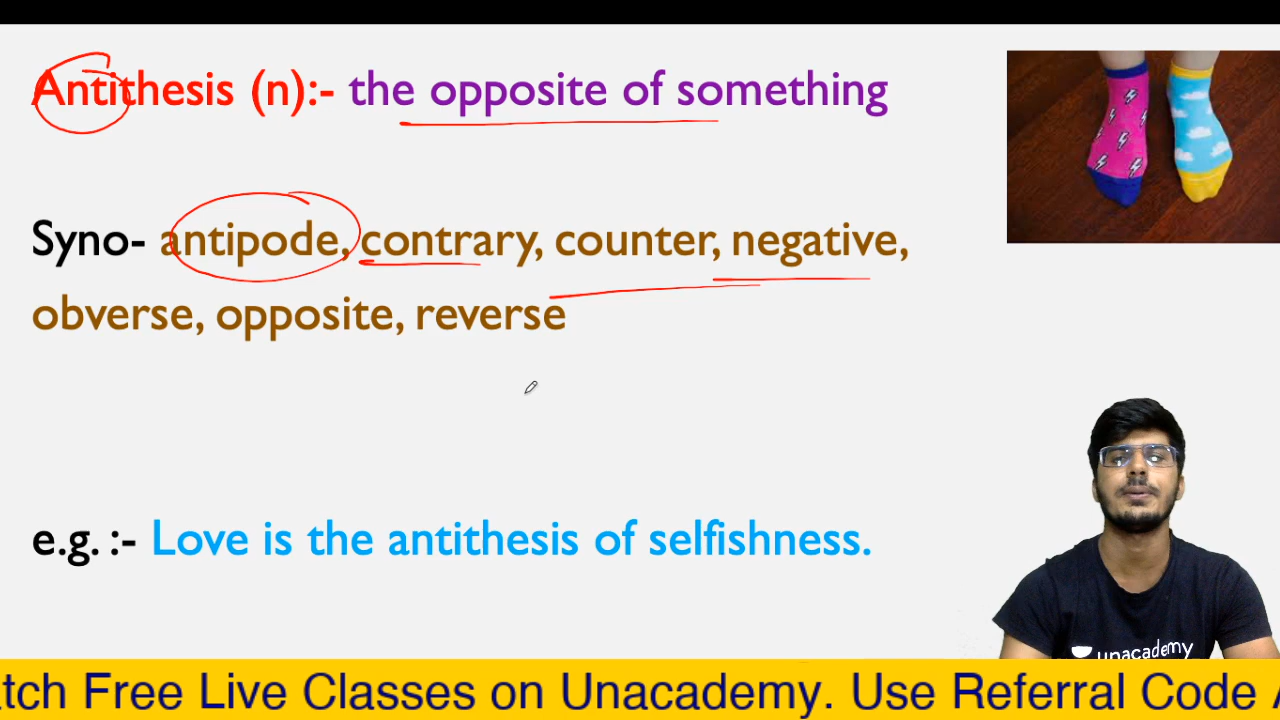 Antithesis (n):- the opposite of something
Syno- antipode, contrary, counter, negative,
obverse, opposite, reverse
e.g. :- Love is the antithesis of selfishness.
unacademy
Free Live Classes on Unacademy. Use Referral Code